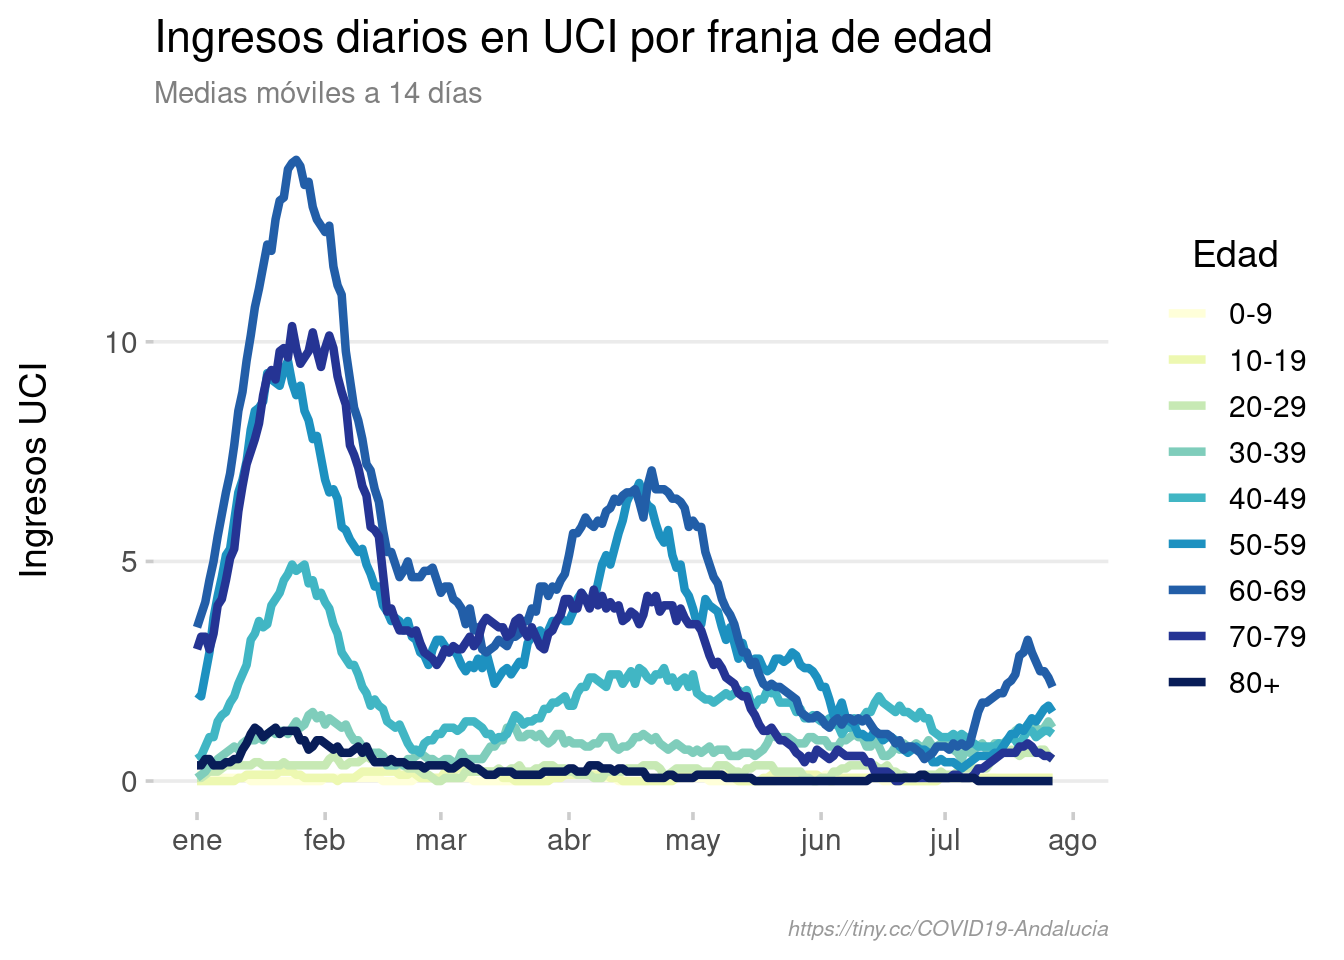 Ingresos diarios en UCI por franja de edad
Medias móviles a 14 días
Ingresos UCI
10
5
0
ene
feb
mar
abr
may
jun
jul
ago
Edad
0-9
10-19
20-29
30-39
40-49
50-59
60-69
70-79
80+
https://tiny.cc/COVID19-Andalucia